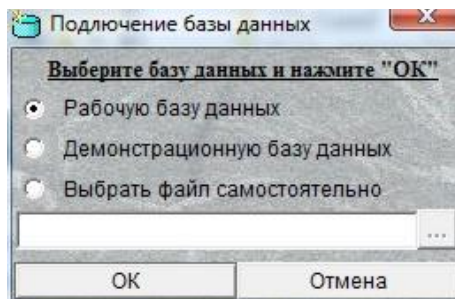 Подлючение базы данных
Выберите базу данных и нажмите "ОК"
Рабочую базу данных
Демонстрационную базу данных
Выбрать файл самостоятельно
...
ОК Отмена